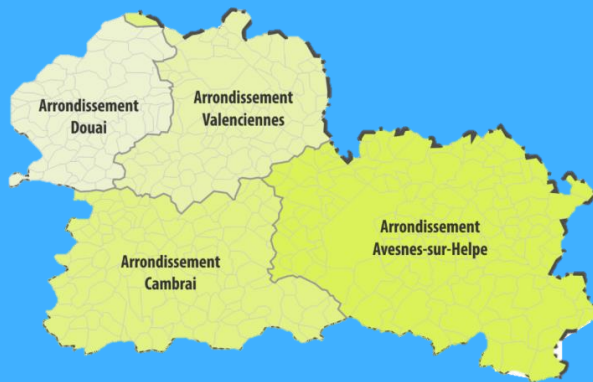 Arrondissement
Douai
Arrondissement
Valenciennes
Arrondissement
Cambrai
Arrondissement
Avesnes-sur-Helpe